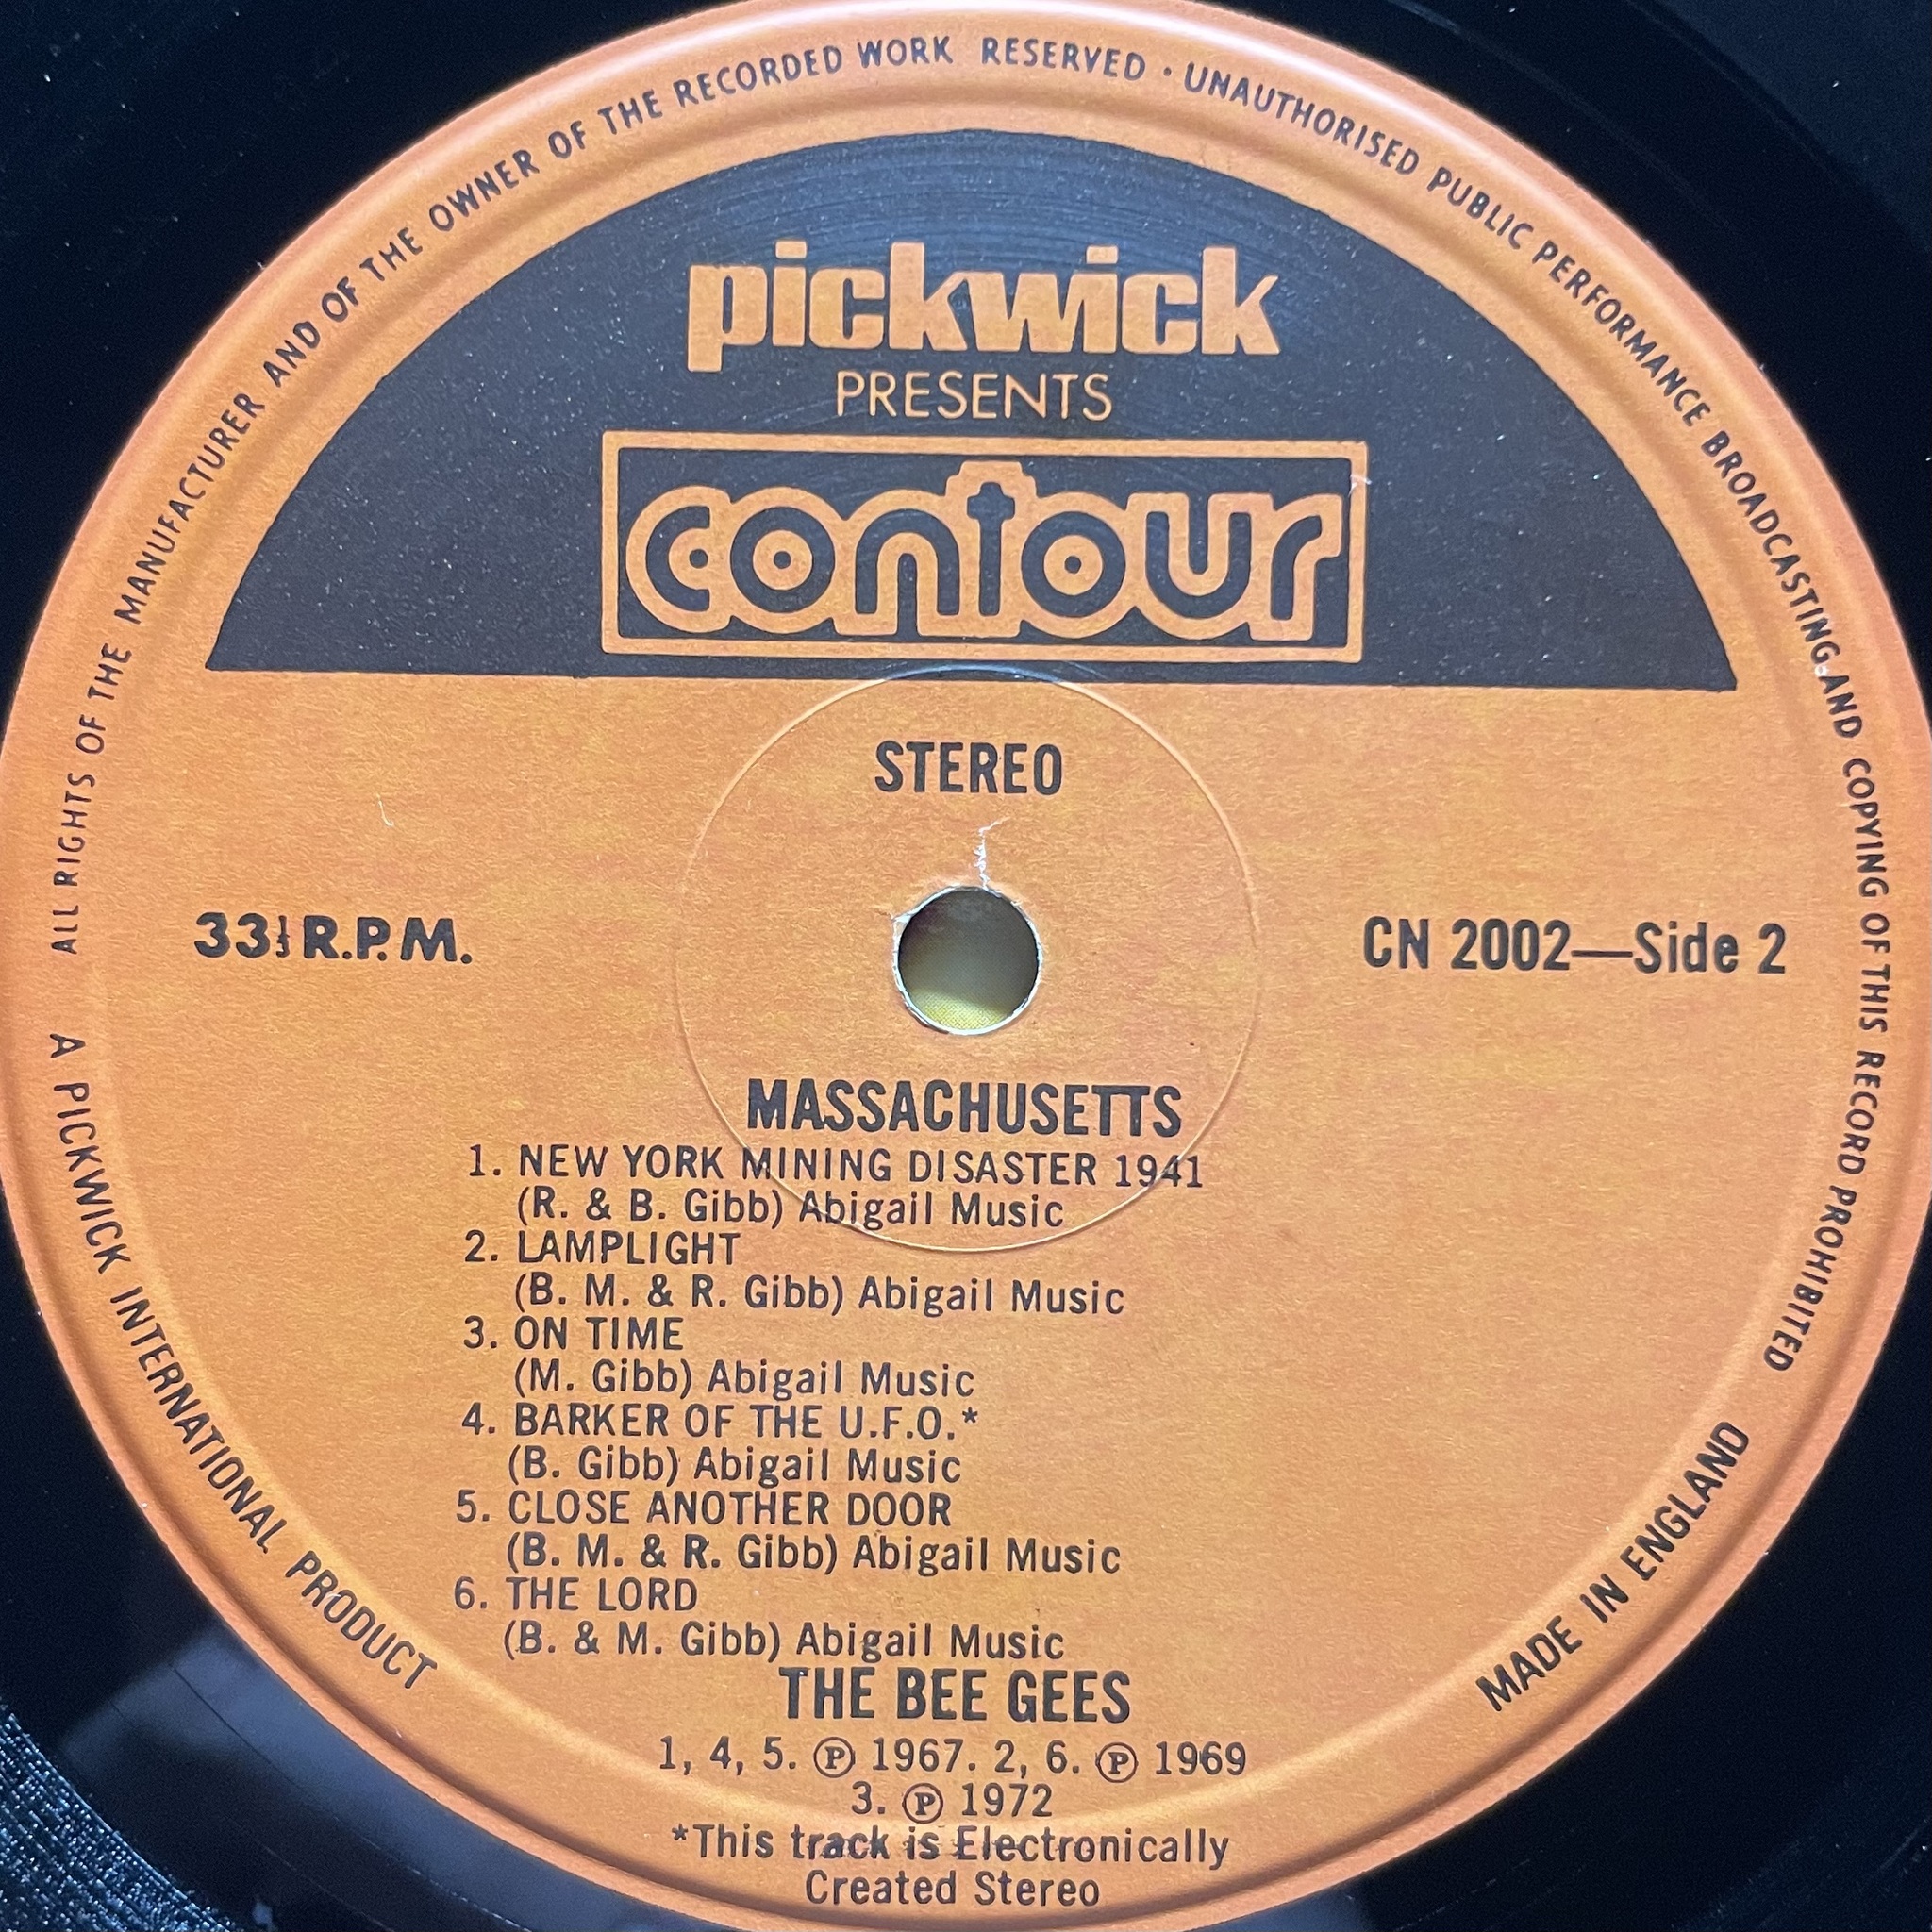 ALL RIGHTS OF THE MANUFACTURER AND OF THE OWNER OF THE RECORDED WORK RESERVED · UNAUTHORISED PUBLIC PERFORMANCE BROADCASTING AND COPYING OF THIS RECORD PROHIBITED
pickwick
PRESENTS
contour
STEREO
33⅓ R.P.M.
CN 2002—Side 2
MASSACHUSETTS
1. NEW YORK MINING DISASTER 1941
(R. & B. Gibb) Abigail Music
2. LAMPLIGHT
(B. M. & R. Gibb) Abigail Music
3. ON TIME
(M. Gibb) Abigail Music
4. BARKER OF THE U.F.O.*
(B. Gibb) Abigail Music
5. CLOSE ANOTHER DOOR
(B. M. & R. Gibb) Abigail Music
6. THE LORD
(B. & M. Gibb) Abigail Music
THE BEE GEES
1, 4, 5. ℗ 1967. 2, 6. ℗ 1969
3. ℗ 1972
*This track is Electronically
Created Stereo
A PICKWICK INTERNATIONAL PRODUCT
MADE IN ENGLAND